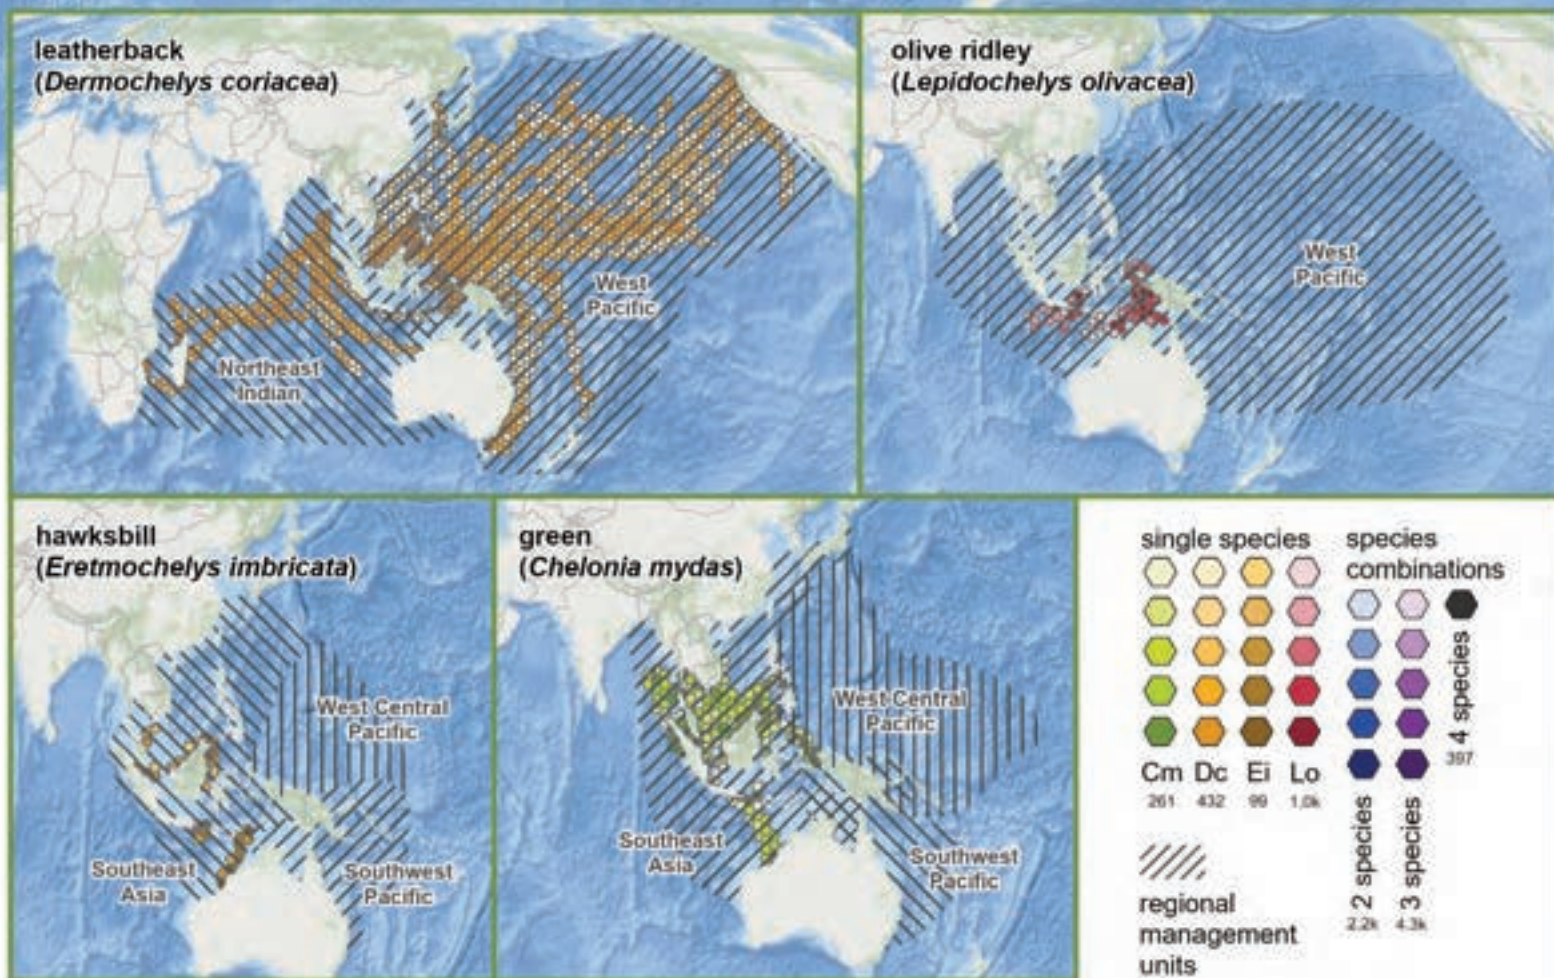 leatherback
(Dermochelys coriacea)
Northeast
Indian
West
Pacific
olive ridley
(Lepidochelys olivacea)
West
Pacific
hawksbill
(Eretmochelys imbricata)
West Central
Pacific
Southeast
Asia
Southwest
Pacific
green
(Chelonia mydas)
West Central
Pacific
Southeast
Asia
Southwest
Pacific
single species
Cm Dc Ei Lo
261 432 99 1.0k
regional
management
units
species
combinations
2 species
2.2k
3 species
4.3k
4 species
397